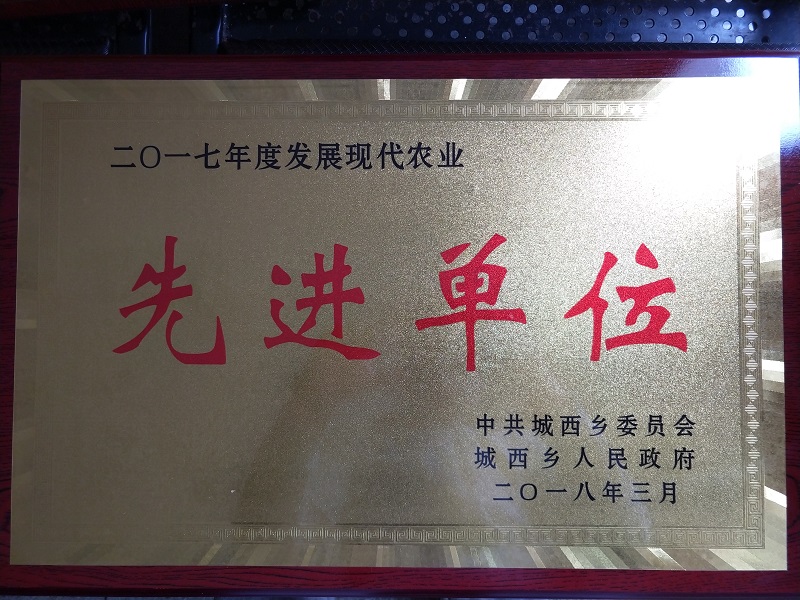 二〇一七年度发展现代农业
先进单位
中共城西乡委员会
城西乡人民政府
二〇一八年三月